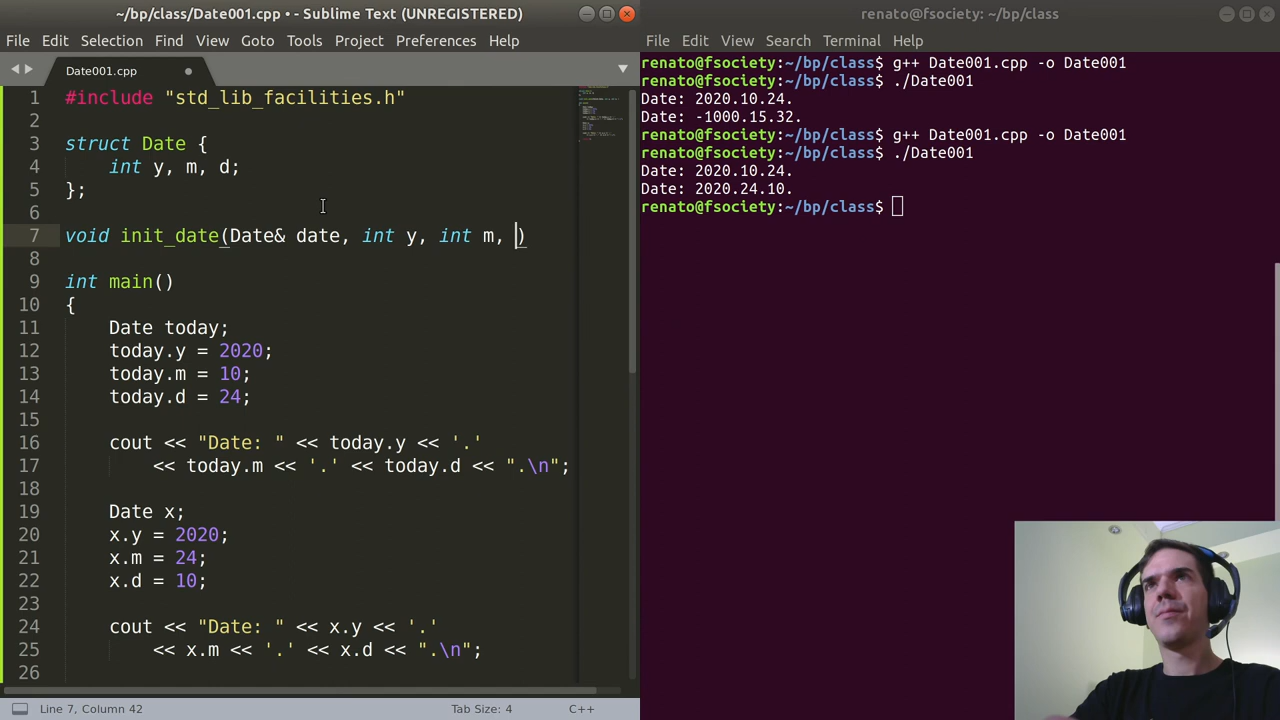 ~/bp/class/Date001.cpp • - Sublime Text (UNREGISTERED)
File Edit Selection Find View Goto Tools Project Preferences Help
Date001.cpp
1 #include "std_lib_facilities.h"
2
3 struct Date {
4 int y, m, d;
5 };
6
7 void init_date(Date& date, int y, int m, )
8
9 int main()
10 {
11 Date today;
12 today.y = 2020;
13 today.m = 10;
14 today.d = 24;
15
16 cout << "Date: " << today.y << '.'
17 << today.m << '.' << today.d << ".\n";
18
19 Date x;
20 x.y = 2020;
21 x.m = 24;
22 x.d = 10;
23
24 cout << "Date: " << x.y << '.'
25 << x.m << '.' << x.d << ".\n";
26
Line 7, Column 42 Tab Size: 4 C++
renato@fsociety: ~/bp/class
File Edit View Search Terminal Help
renato@fsociety:~/bp/class$ g++ Date001.cpp -o Date001
renato@fsociety:~/bp/class$ ./Date001
Date: 2020.10.24.
Date: -1000.15.32.
renato@fsociety:~/bp/class$ g++ Date001.cpp -o Date001
renato@fsociety:~/bp/class$ ./Date001
Date: 2020.10.24.
Date: 2020.24.10.
renato@fsociety:~/bp/class$